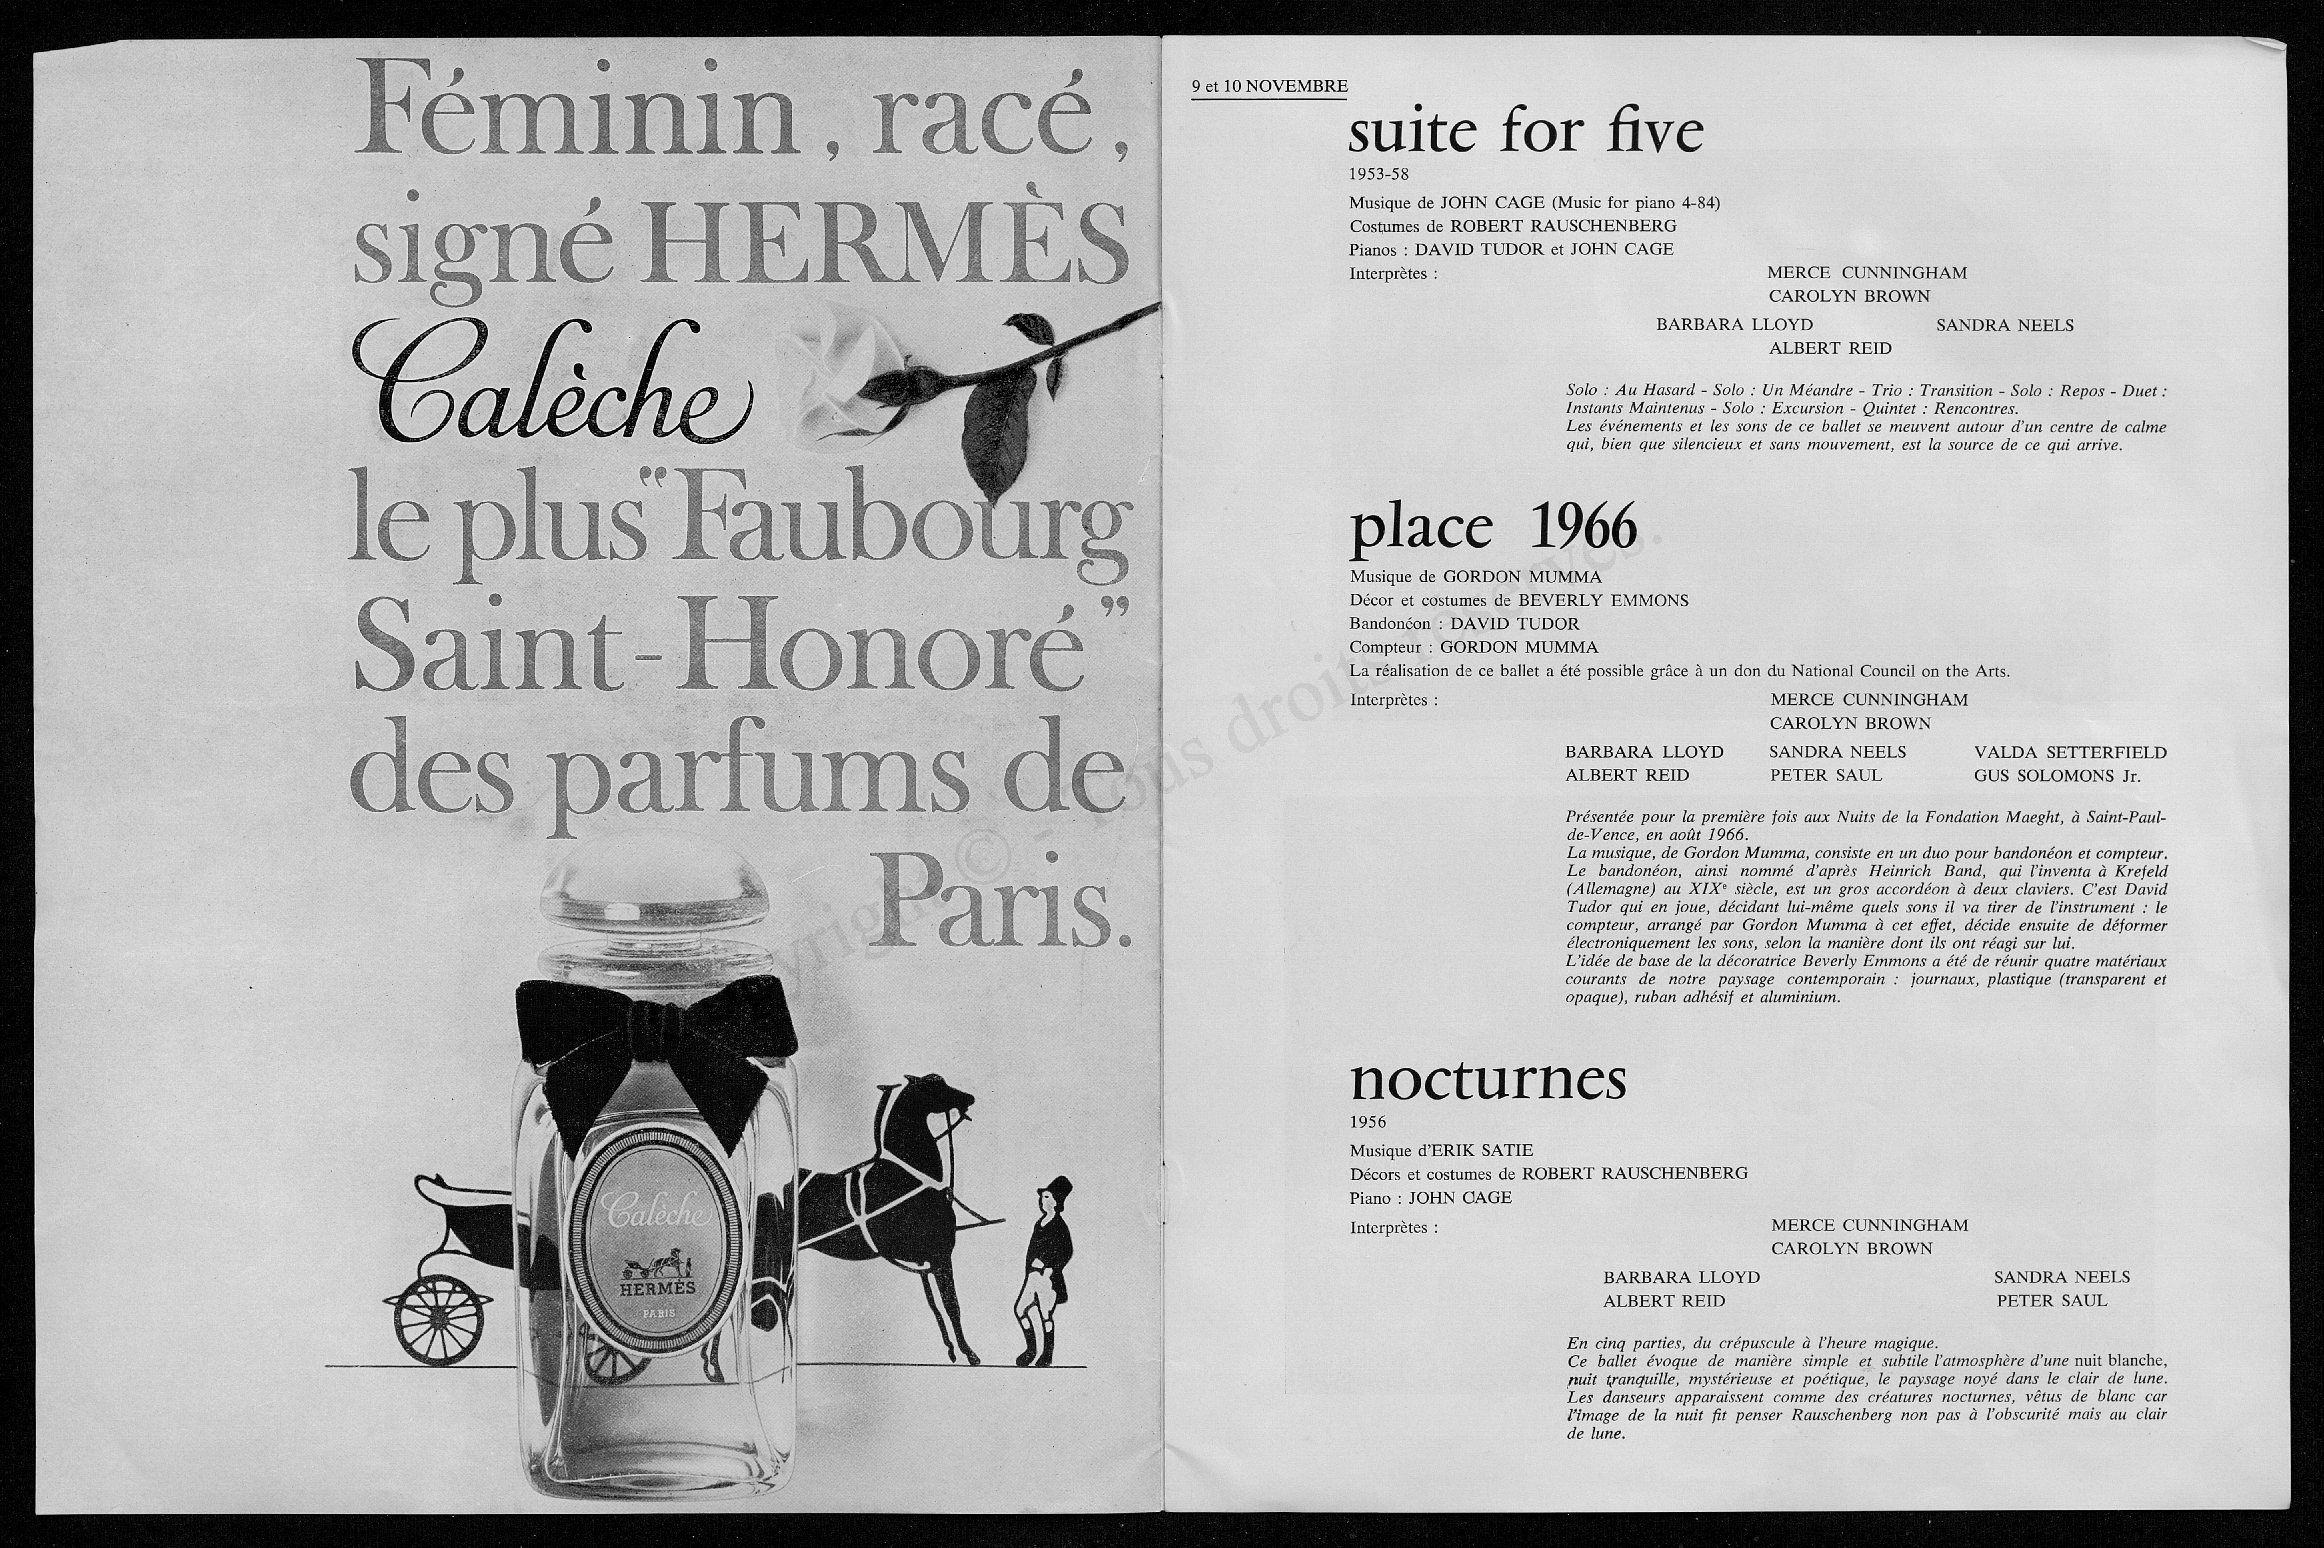 Féminin, racé,
signé HERMÈS
Calèche
le plus “Faubourg
Saint-Honoré”
des parfums de
Paris.
Calèche
HERMÈS
PARIS
9 et 10 NOVEMBRE
suite for five
1953-58
Musique de JOHN CAGE (Music for piano 4-84)
Costumes de ROBERT RAUSCHENBERG
Pianos : DAVID TUDOR et JOHN CAGE
Interprètes : MERCE CUNNINGHAM
CAROLYN BROWN
BARBARA LLOYD SANDRA NEELS
ALBERT REID
Solo : Au Hasard - Solo : Un Méandre - Trio : Transition - Solo : Repos - Duet :
Instants Maintenus - Solo : Excursion - Quintet : Rencontres.
Les événements et les sons de ce ballet se meuvent autour d'un centre de calme
qui, bien que silencieux et sans mouvement, est la source de ce qui arrive.
place 1966
Musique de GORDON MUMMA
Décor et costumes de BEVERLY EMMONS
Bandonéon : DAVID TUDOR
Compteur : GORDON MUMMA
La réalisation de ce ballet a été possible grâce à un don du National Council on the Arts.
Interprètes : MERCE CUNNINGHAM
CAROLYN BROWN
BARBARA LLOYD SANDRA NEELS VALDA SETTERFIELD
ALBERT REID PETER SAUL GUS SOLOMONS Jr.
Présentée pour la première fois aux Nuits de la Fondation Maeght, à Saint-Paul-
de-Vence, en août 1966.
La musique, de Gordon Mumma, consiste en un duo pour bandonéon et compteur.
Le bandonéon, ainsi nommé d'après Heinrich Band, qui l'inventa à Krefeld
(Allemagne) au XIXe siècle, est un gros accordéon à deux claviers. C'est David
Tudor qui en joue, décidant lui-même quels sons il va tirer de l'instrument : le
compteur, arrangé par Gordon Mumma à cet effet, décide ensuite de déformer
électroniquement les sons, selon la manière dont ils ont réagi sur lui.
L'idée de base de la décoratrice Beverly Emmons a été de réunir quatre matériaux
courants de notre paysage contemporain : journaux, plastique (transparent et
opaque), ruban adhésif et aluminium.
nocturnes
1956
Musique d'ERIK SATIE
Décors et costumes de ROBERT RAUSCHENBERG
Piano : JOHN CAGE
Interprètes : MERCE CUNNINGHAM
CAROLYN BROWN
BARBARA LLOYD SANDRA NEELS
ALBERT REID PETER SAUL
En cinq parties, du crépuscule à l'heure magique.
Ce ballet évoque de manière simple et subtile l'atmosphère d'une nuit blanche,
nuit tranquille, mystérieuse et poétique, le paysage noyé dans le clair de lune.
Les danseurs apparaissent comme des créatures nocturnes, vêtus de blanc car
l'image de la nuit fit penser Rauschenberg non pas à l'obscurité mais au clair
de lune.
© - Tous droits réservés.